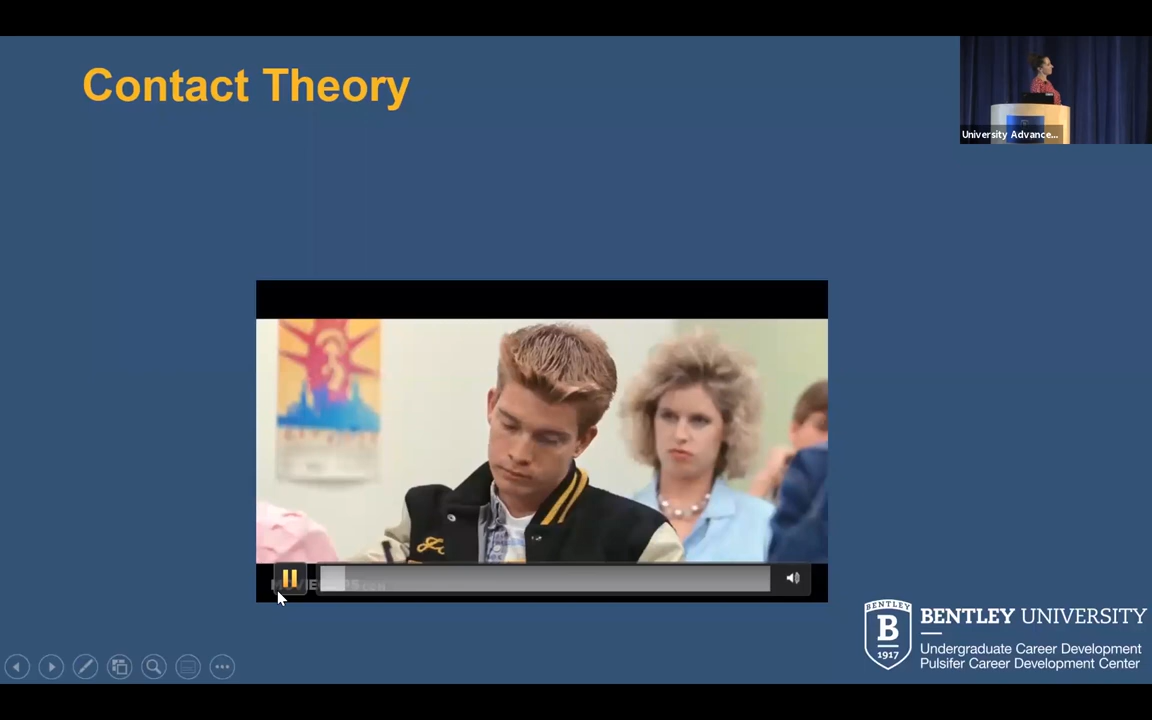 Contact Theory
University Advance...
BENTLEY
B
1917
BENTLEY UNIVERSITY
Undergraduate Career Development
Pulsifer Career Development Center